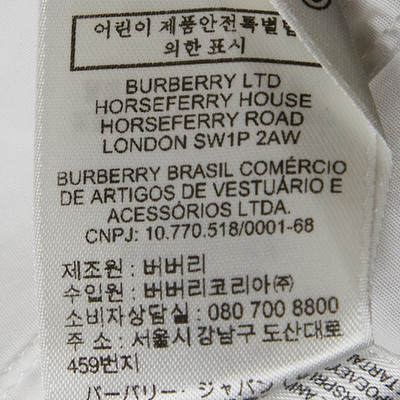 어린이 제품안전특별법
의한 표시
BURBERRY LTD
HORSEFERRY HOUSE
HORSEFERRY ROAD
LONDON SW1P 2AW
BURBERRY BRASIL COMÉRCIO
DE ARTIGOS DE VESTUÁRIO E
ACESSÓRIOS LTDA.
CNPJ: 10.770.518/0001-68
제조원 : 버버리
수입원 : 버버리코리아㈜
소비자상담실 : 080 700 8800
주 소 : 서울시 강남구 도산대로
459번지
バーバリー・ジャパン